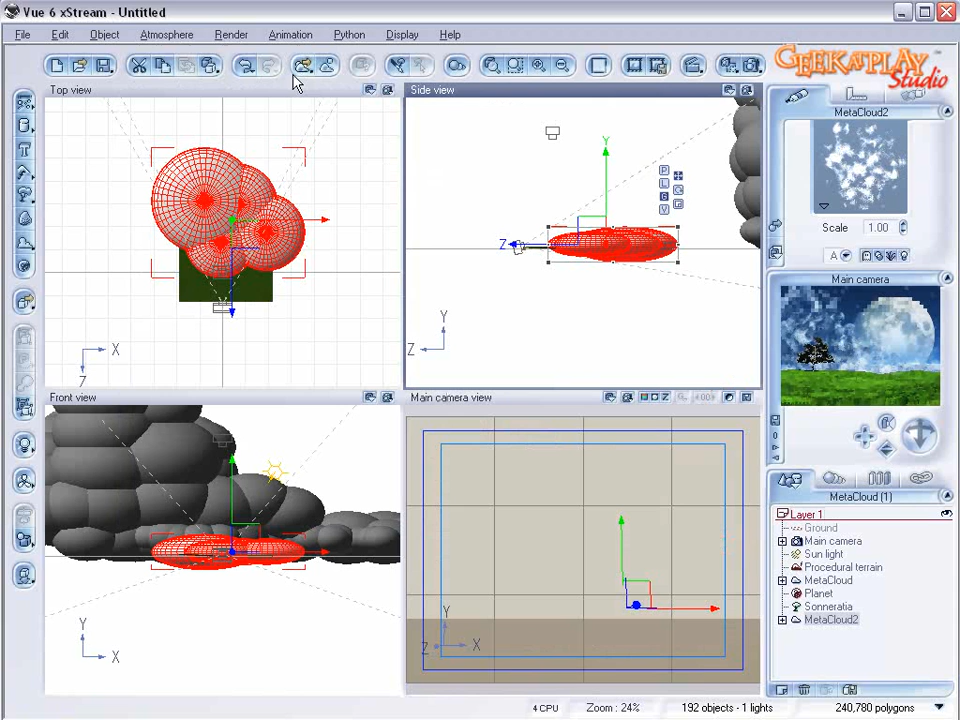 Vue 6 xStream - Untitled
File Edit Object Atmosphere Render Animation Python Display Help
GEEKATPLAY
Studio
Top view
Side view
MetaCloud2
Scale 1.00
A
Main camera
Y
P
L
G
V
Z
X
Z
Y
Z
Front view
Main camera view
0
MetaCloud (1)
Layer 1
Ground
Main camera
Sun light
Procedural terrain
MetaCloud
Planet
Sonneratia
MetaCloud2
Y
X
Y
Z
X
4 CPU
Zoom : 24%
192 objects - 1 lights
240,780 polygons